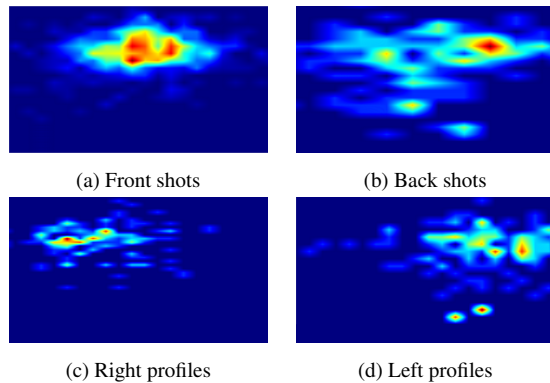 (a) Front shots
(b) Back shots
(c) Right profiles
(d) Left profiles